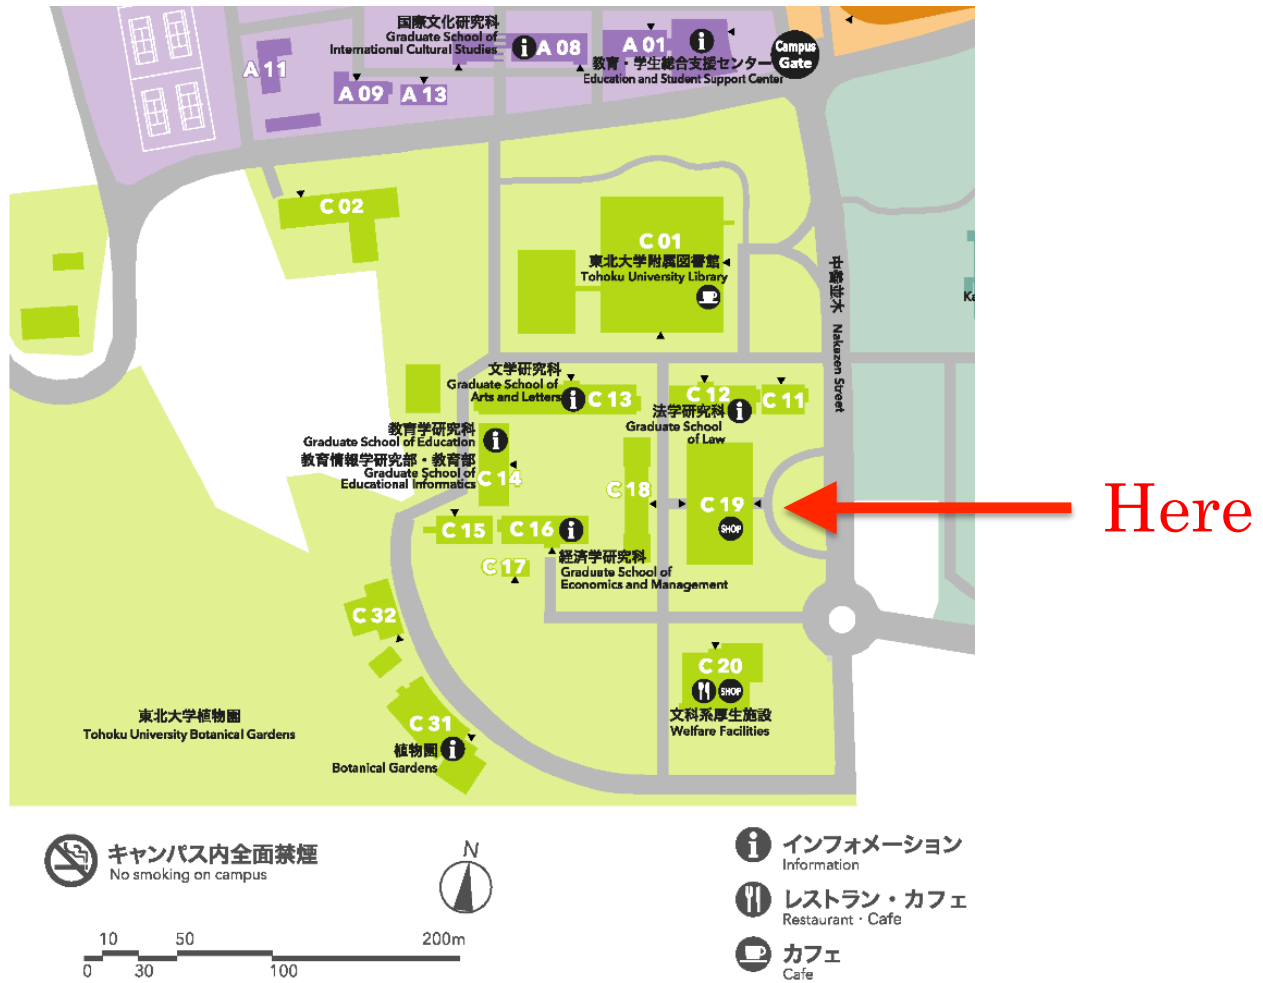 国際文化研究科
Graduate School of
International Cultural Studies
A 08
A 01
教育・学生総合支援センター
Education and Student Support Center
Campus
Gate
A 11
A 09
A 13
C 02
C 01
東北大学附属図書館
Tohoku University Library
中善並木 Nakazen Street
Ka
文学研究科
Graduate School of
Arts and Letters
C 13
C 12
C 11
法学研究科
Graduate School
of Law
教育学研究科
Graduate School of Education
教育情報学研究部・教育部
Graduate School of
Educational Informatics
C 14
C 18
C 19
SHOP
Here
C 15
C 16
C 17
経済学研究科
Graduate School of
Economics and Management
C 32
C 20
SHOP
文科系厚生施設
Welfare Facilities
東北大学植物園
Tohoku University Botanical Gardens
C 31
植物園
Botanical Gardens
キャンパス内全面禁煙
No smoking on campus
N
10 50 200m
0 30 100
インフォメーション
Information
レストラン・カフェ
Restaurant · Cafe
カフェ
Cafe